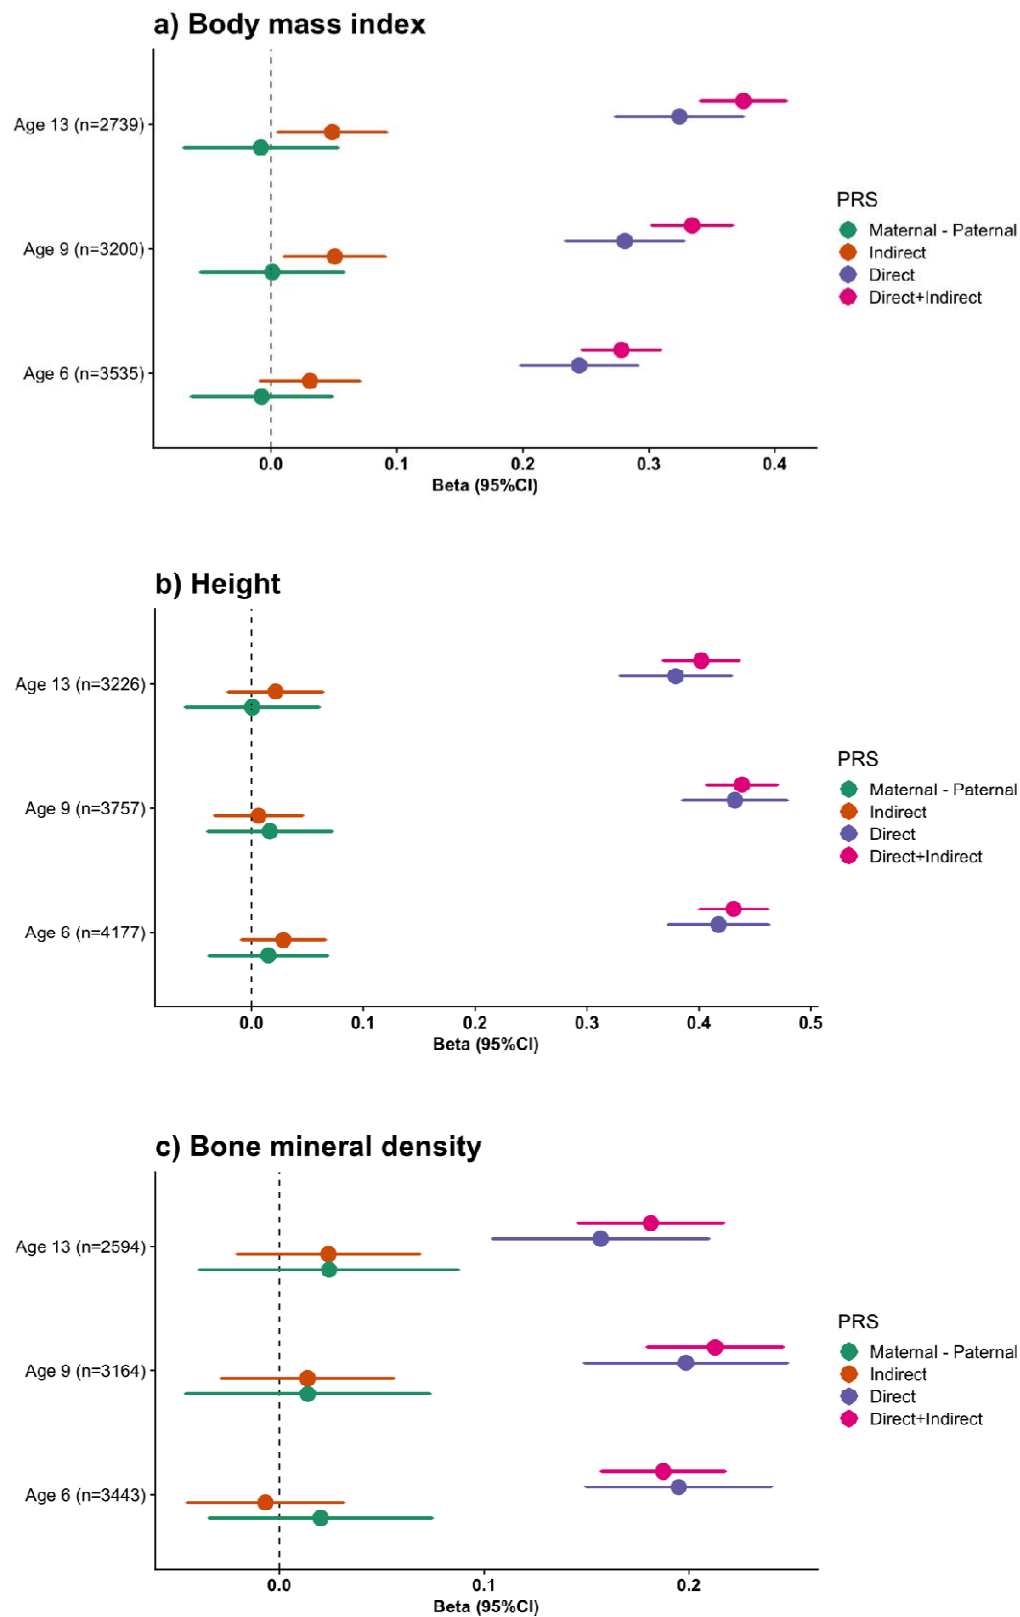 a) Body mass index
Age 13 (n=2739)
Age 9 (n=3200)
Age 6 (n=3535)
0.0 0.1 0.2 0.3 0.4
Beta (95%CI)
PRS
Maternal - Paternal
Indirect
Direct
Direct+Indirect
b) Height
Age 13 (n=3226)
Age 9 (n=3757)
Age 6 (n=4177)
0.0 0.1 0.2 0.3 0.4 0.5
Beta (95%CI)
PRS
Maternal - Paternal
Indirect
Direct
Direct+Indirect
c) Bone mineral density
Age 13 (n=2594)
Age 9 (n=3164)
Age 6 (n=3443)
0.0 0.1 0.2
Beta (95%CI)
PRS
Maternal - Paternal
Indirect
Direct
Direct+Indirect